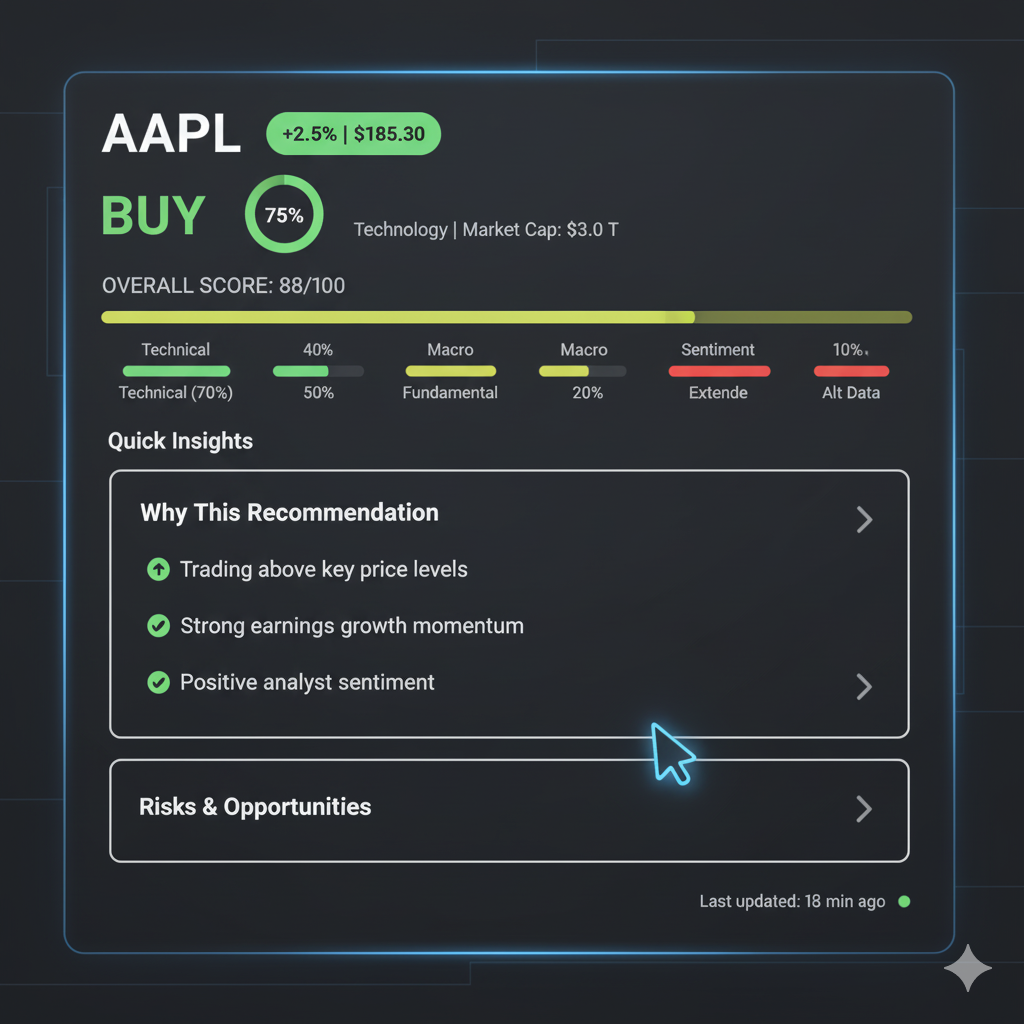 AAPL +2.5% | $185.30
BUY 75% Technology | Market Cap: $3.0 T
OVERALL SCORE: 88/100
Technical 40% Macro Macro Sentiment 10%.
Technical (70%) 50% Fundamental 20% Extende Alt Data
Quick Insights
Why This Recommendation
Trading above key price levels
Strong earnings growth momentum
Positive analyst sentiment
Risks & Opportunities
Last updated: 18 min ago